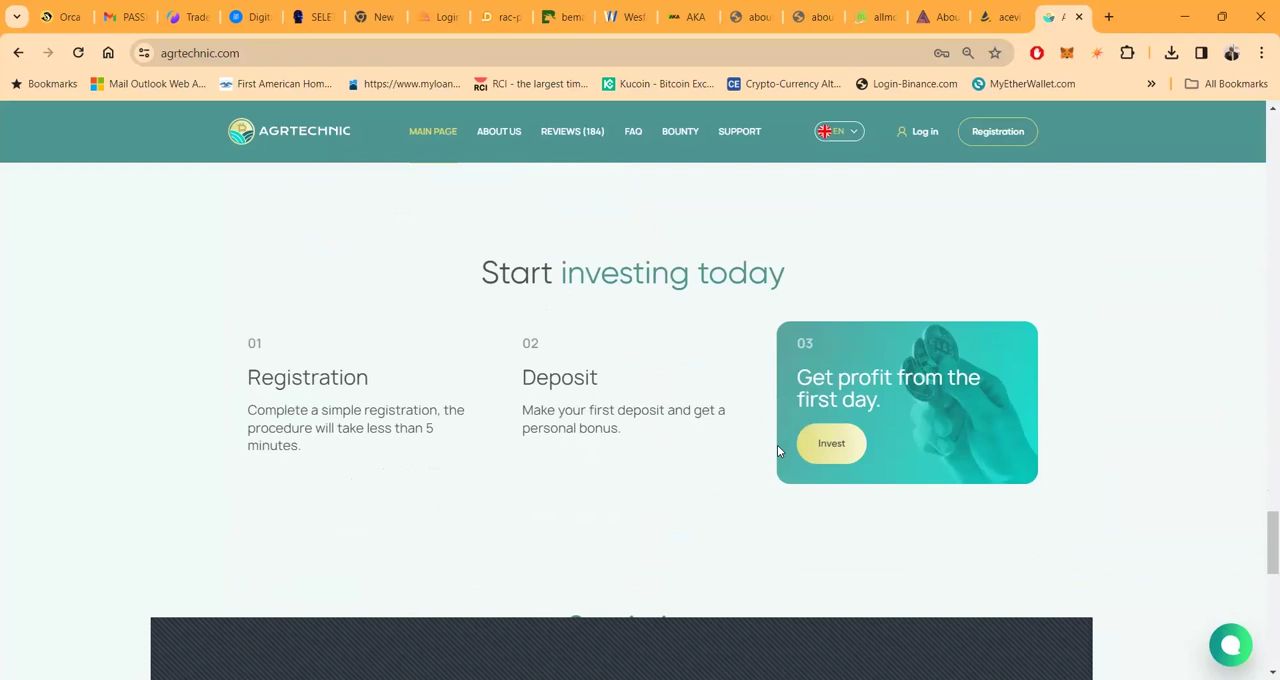 Orca
PASS
Trade
Digit
SELE
New
Login
rac-p
bema
West
AKA
abou
abou
allmo
Abou
acevi
agrtechnic.com
Bookmarks
Mail Outlook Web A...
First American Hom...
https://www.myloan...
RCI - the largest tim...
Kucoin - Bitcoin Exc...
Crypto-Currency Alt...
Login-Binance.com
MyEtherWallet.com
All Bookmarks
AGRTECHNIC
MAIN PAGE
ABOUT US
REVIEWS (184)
FAQ
BOUNTY
SUPPORT
EN
Log in
Registration
Start investing today
01
Registration
Complete a simple registration, the
procedure will take less than 5
minutes.
02
Deposit
Make your first deposit and get a
personal bonus.
03
Get profit from the
first day.
Invest